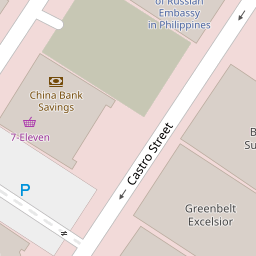 of Russian
Embassy
in Philippines
China Bank
Savings
7-Eleven
Castro Street
P
Greenbelt
Excelsior